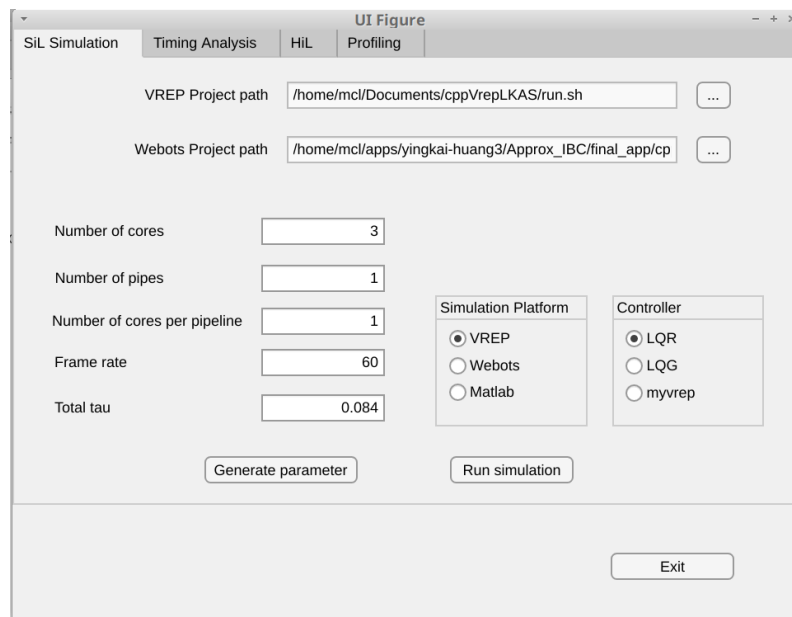 UI Figure
SiL Simulation Timing Analysis HiL Profiling
VREP Project path /home/mcl/Documents/cppVrepLKAS/run.sh ...
Webots Project path /home/mcl/apps/yingkai-huang3/Approx_IBC/final_app/cp ...
Number of cores 3
Number of pipes 1
Number of cores per pipeline 1
Frame rate 60
Total tau 0.084
Simulation Platform
VREP
Webots
Matlab
Controller
LQR
LQG
myvrep
Generate parameter Run simulation
Exit